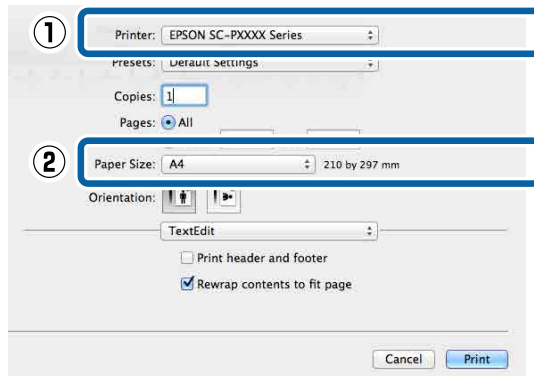 1
Printer: EPSON SC-PXXXX Series
Presets: Default Settings
Copies: 1
Pages: All
2
Paper Size: A4 210 by 297 mm
Orientation:
TextEdit
Print header and footer
Rewrap contents to fit page
Cancel Print